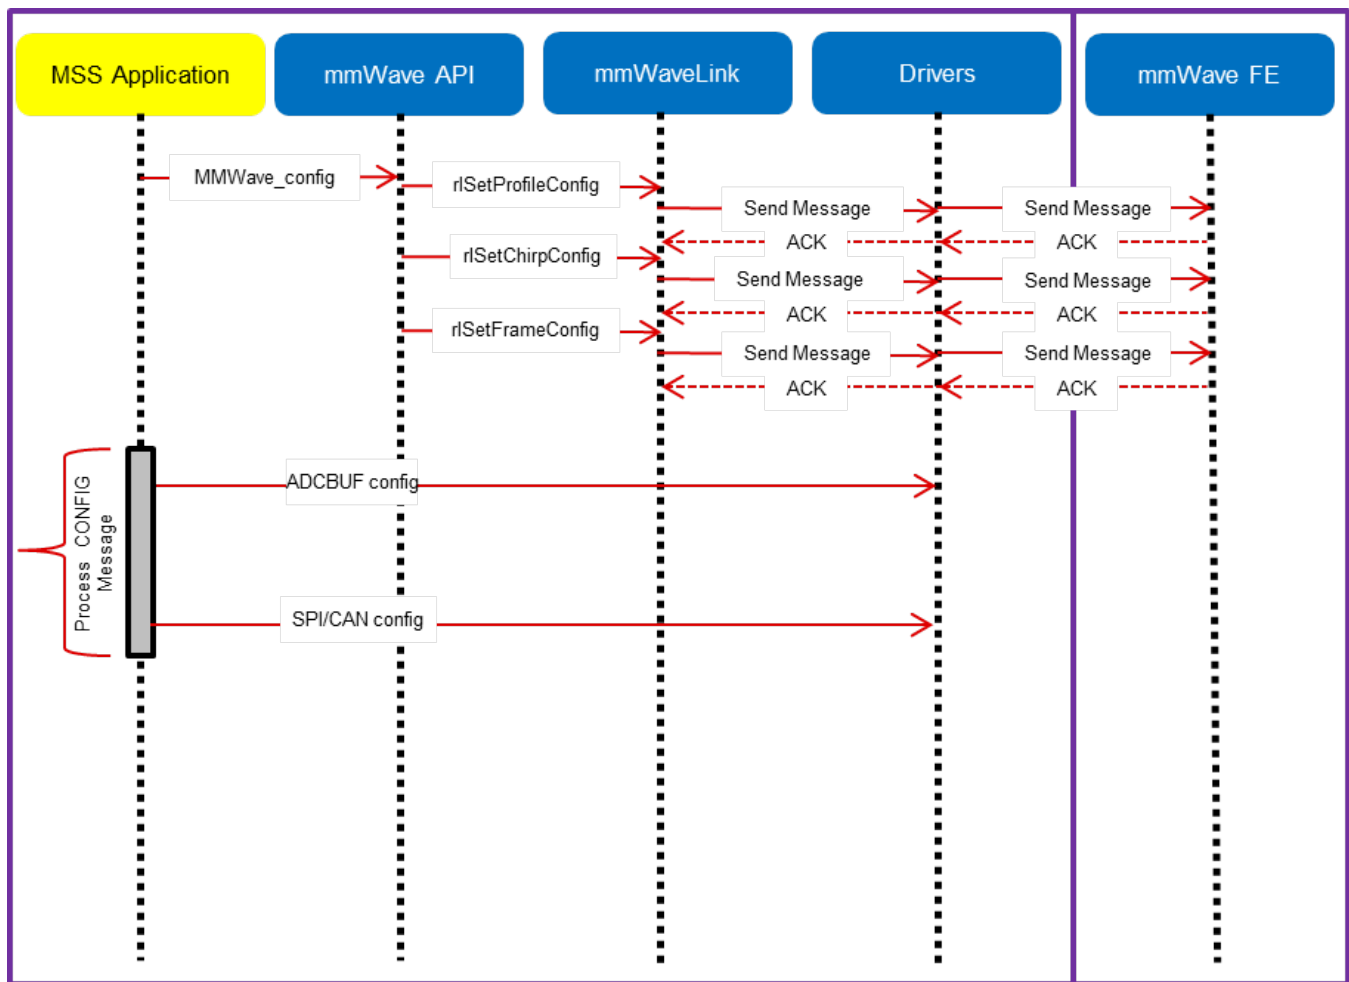 MSS Application
mmWave API
mmWaveLink
Drivers
mmWave FE
MMWave_config
rlSetProfileConfig
Send Message
Send Message
ACK
ACK
rlSetChirpConfig
Send Message
Send Message
ACK
ACK
rlSetFrameConfig
Send Message
Send Message
ACK
ACK
Process CONFIG
Message
ADCBUF config
SPI/CAN config